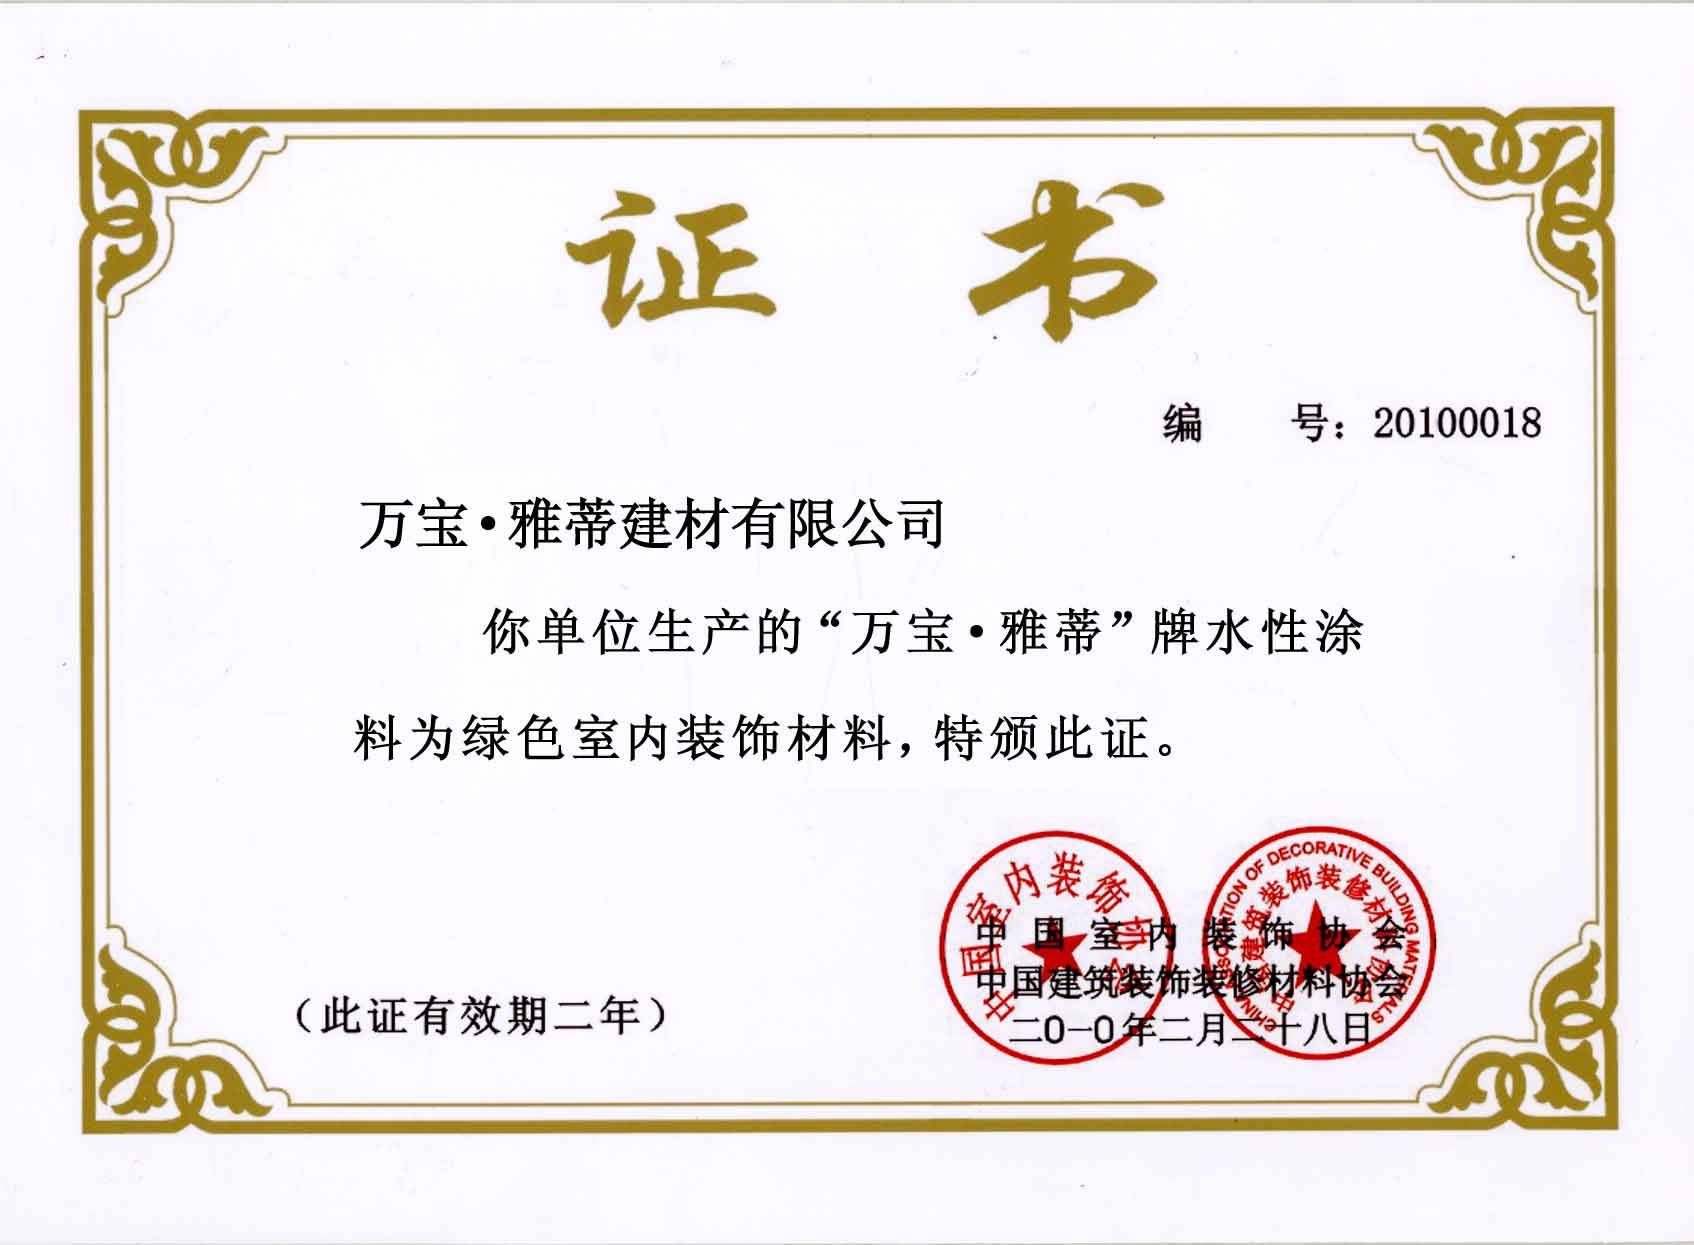 证 书
编 号：20100018
万宝·雅蒂建材有限公司
你单位生产的“万宝·雅蒂”牌水性涂
料为绿色室内装饰材料，特颁此证。
中国室内装饰协会
CHINA ASSOCIATION OF DECORATIVE BUILDING MATERIALS
中国建筑装饰装修材料协会
中国室内装饰协会
中国建筑装饰装修材料协会
（此证有效期二年）
二〇一〇年二月二十八日